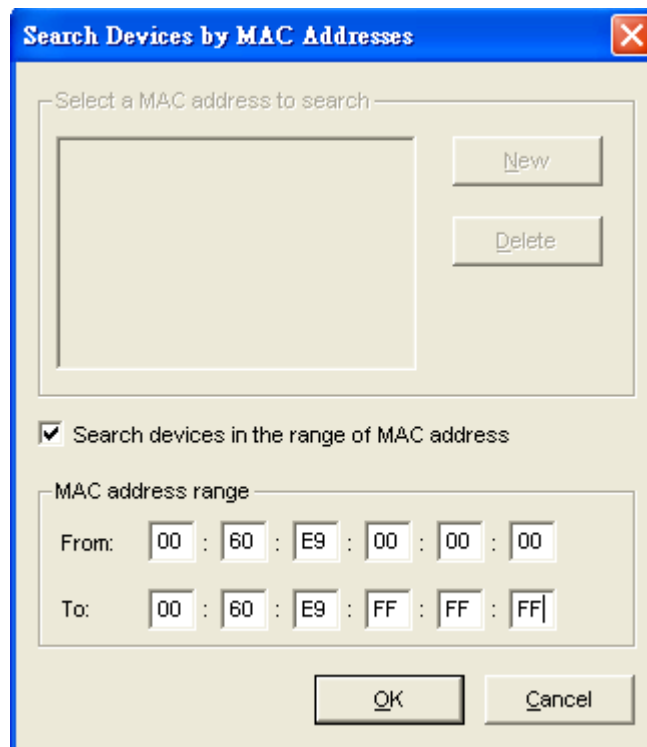 Search Devices by MAC Addresses
Select a MAC address to search
New
Delete
Search devices in the range of MAC address
MAC address range
From: 00 : 60 : E9 : 00 : 00 : 00
To: 00 : 60 : E9 : FF : FF : FF
OK Cancel